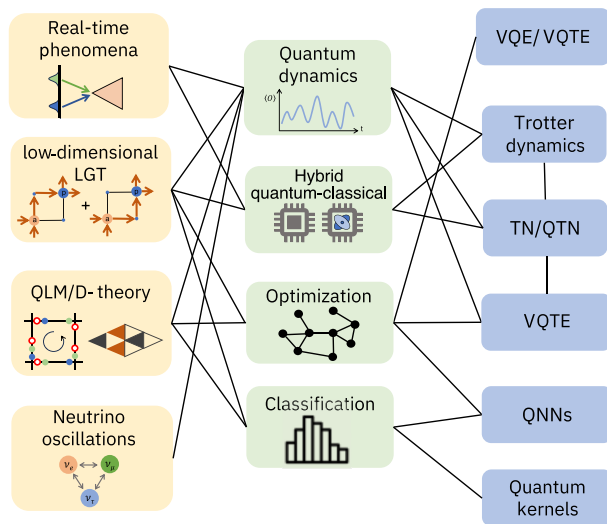 Real-time
phenomena
low-dimensional
LGT
a
p
+
a
p
QLM/D- theory
Neutrino
oscillations
νe
νμ
ντ
Quantum
dynamics
⟨O⟩
t
Hybrid
quantum-classical
Optimization
Classification
VQE/ VQTE
Trotter
dynamics
TN/QTN
VQTE
QNNs
Quantum
kernels